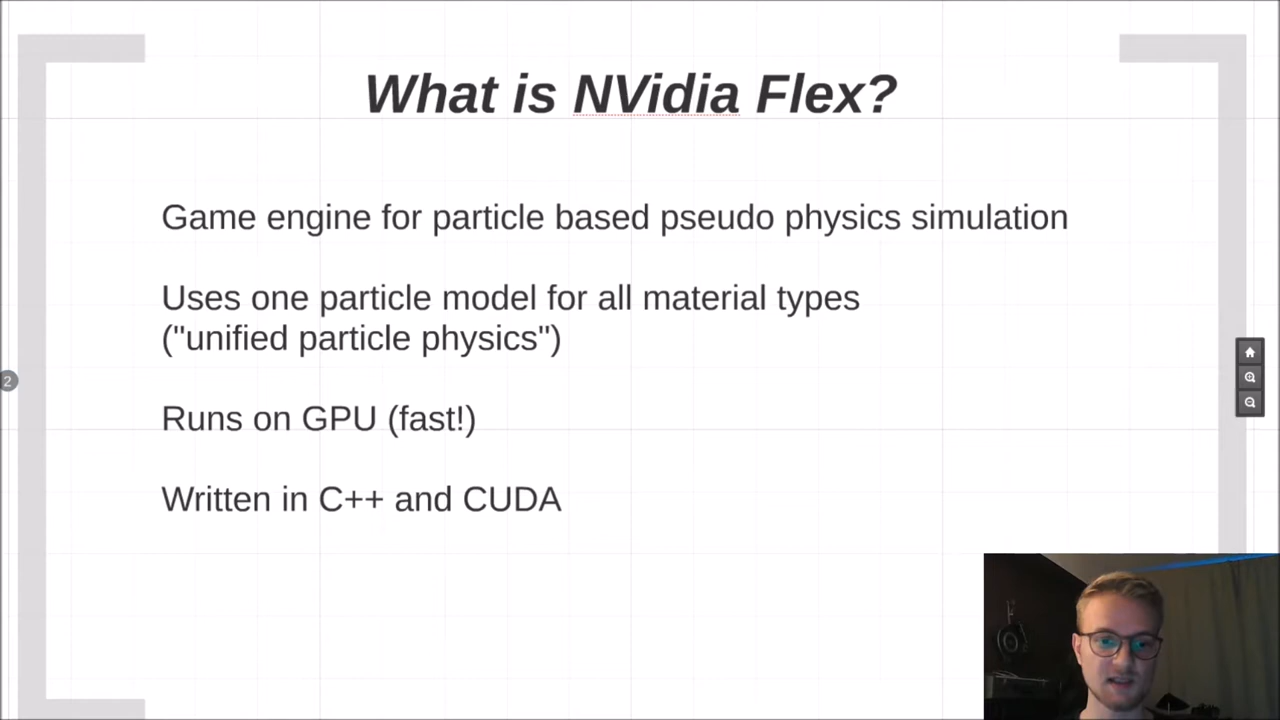 What is NVidia Flex?
Game engine for particle based pseudo physics simulation
Uses one particle model for all material types
("unified particle physics")
2
Runs on GPU (fast!)
Written in C++ and CUDA